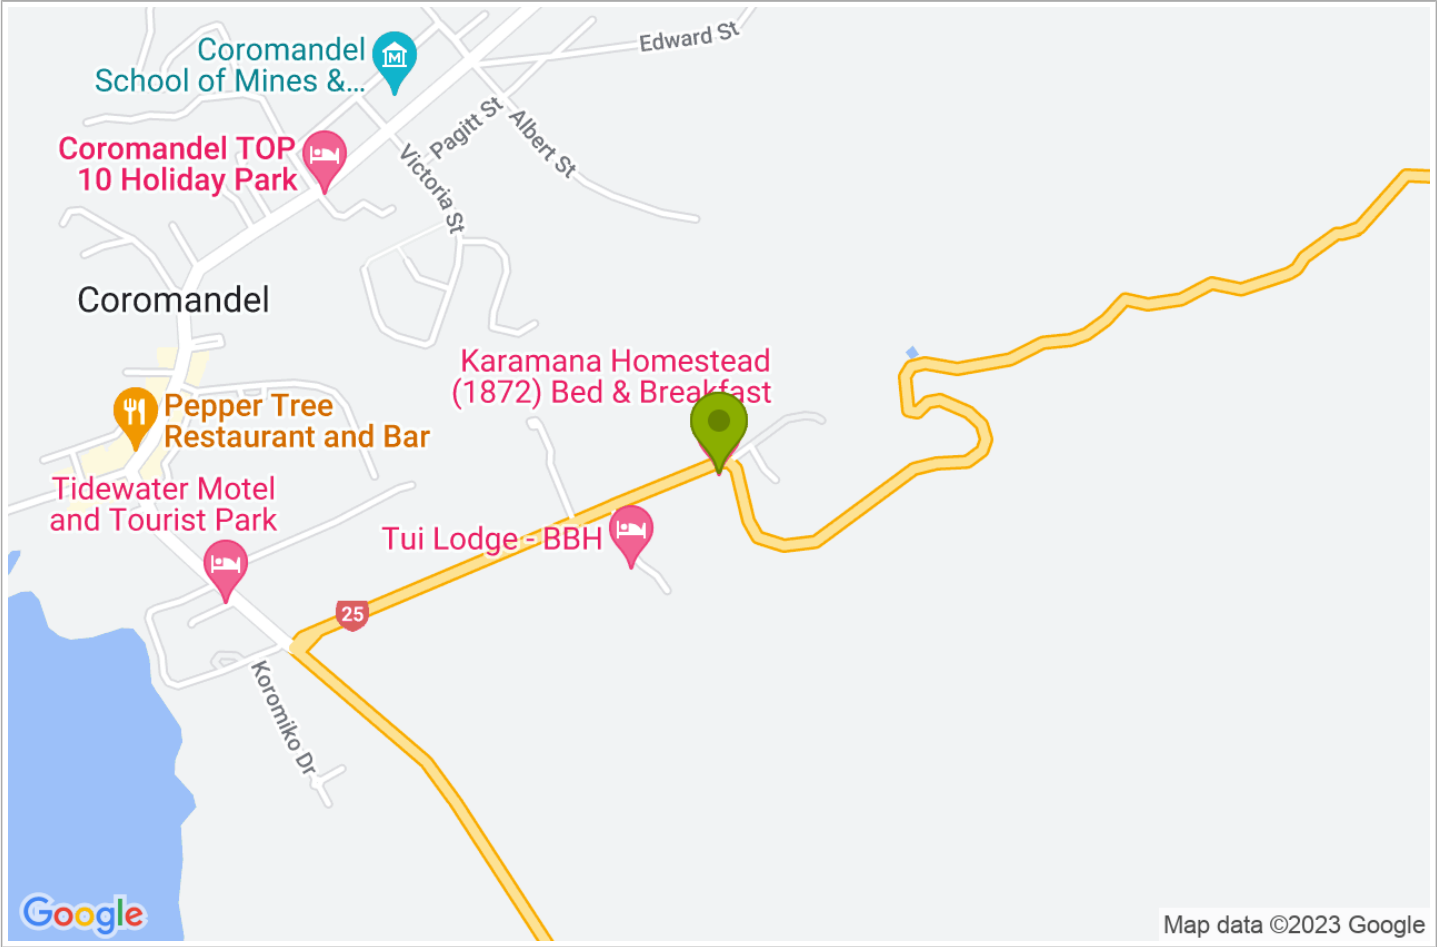 Edward St
Coromandel
School of Mines &...
Pagitt St
Albert St
Coromandel TOP
10 Holiday Park
Victoria St
Coromandel
Karamana Homestead
(1872) Bed & Breakfast
Pepper Tree
Restaurant and Bar
Tidewater Motel
and Tourist Park
Tui Lodge - BBH
25
Koromiko Dr
Google
Map data ©2023 Google